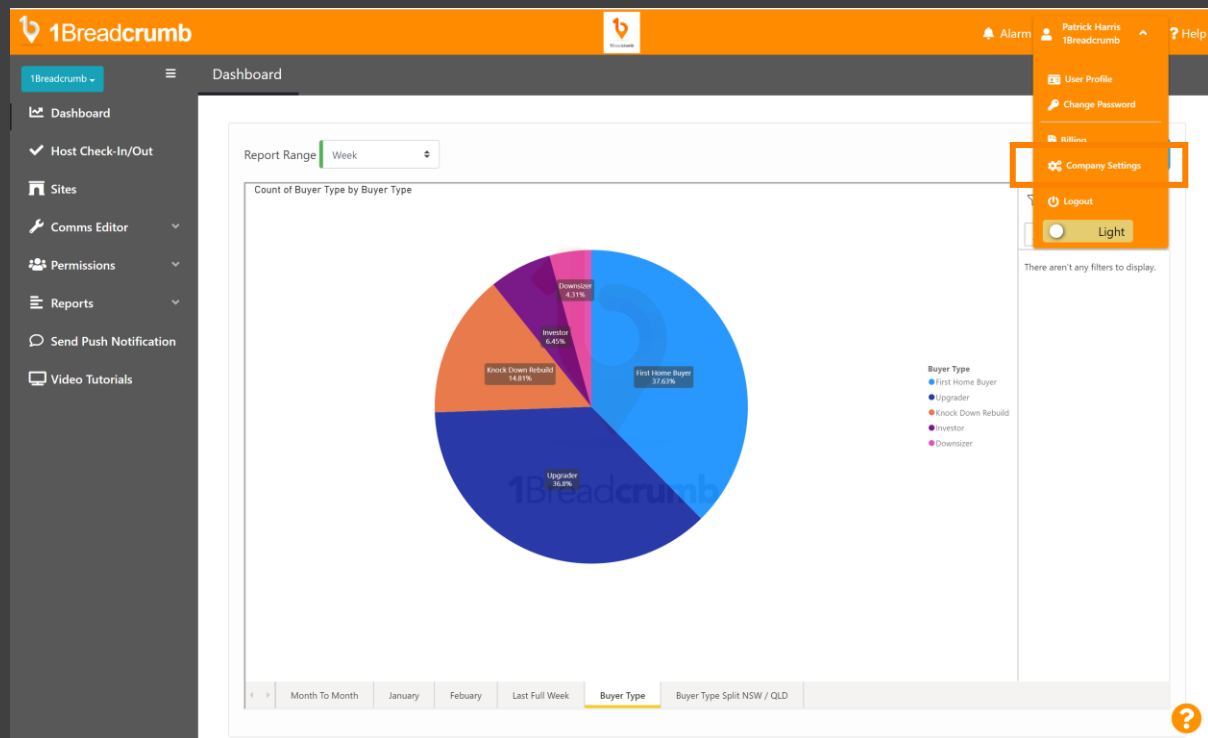 1Breadcrumb
1Breadcrumb
Alarm
Patrick Harris
1Breadcrumb
? Help
1Breadcrumb
Dashboard
User Profile
Change Password
Billing
Company Settings
Logout
Light
Dashboard
Host Check-In/Out
Sites
Comms Editor
Permissions
Reports
Send Push Notification
Video Tutorials
Report Range
Week
Count of Buyer Type by Buyer Type
There aren't any filters to display.
Downsizer
4.31%
Investor
6.45%
Knock Down Rebuild
14.81%
First Home Buyer
37.63%
Upgrader
36.8%
1Breadcrumb
Buyer Type
First Home Buyer
Upgrader
Knock Down Rebuild
Investor
Downsizer
Month To Month
January
Febuary
Last Full Week
Buyer Type
Buyer Type Split NSW / QLD
?